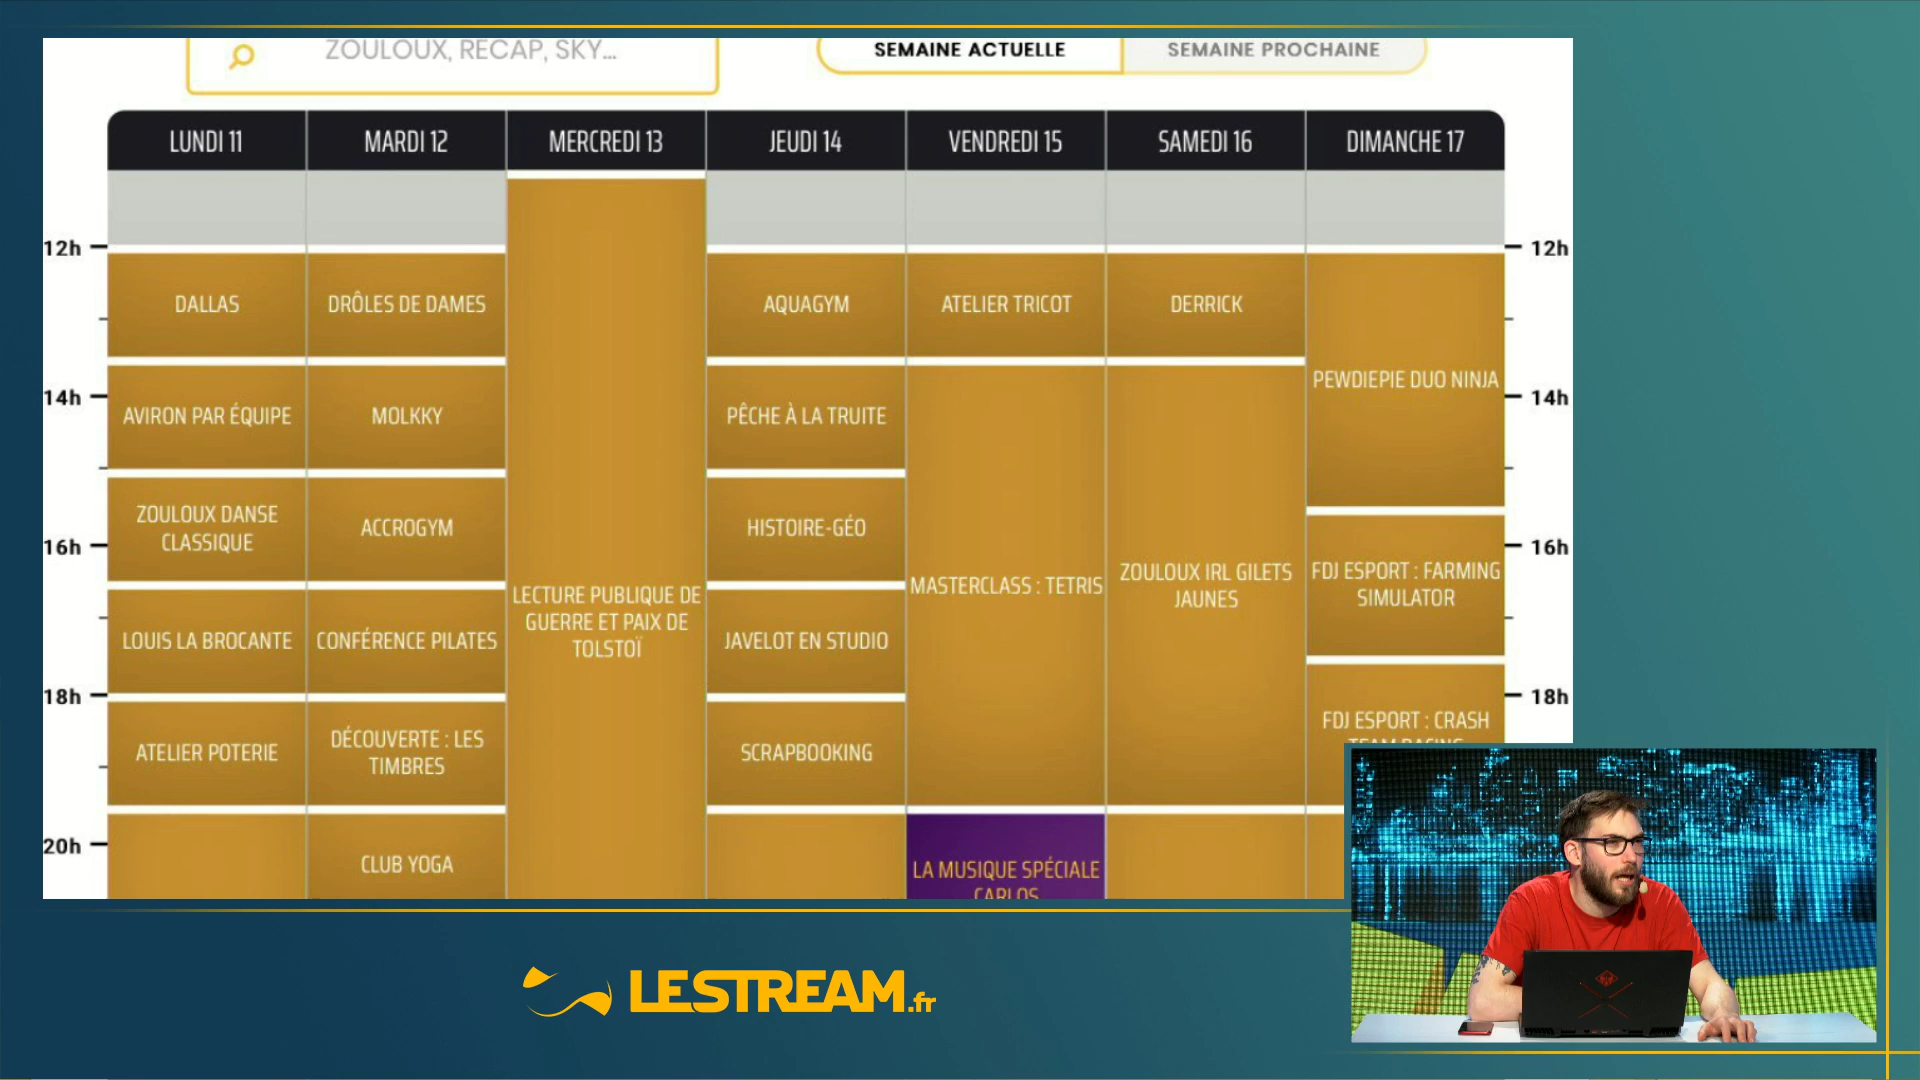 ZOULOUX, RECAP, SKY...
SEMAINE ACTUELLE
SEMAINE PROCHAINE
LUNDI 11
MARDI 12
MERCREDI 13
JEUDI 14
VENDREDI 15
SAMEDI 16
DIMANCHE 17
12h
12h
DALLAS
DRÔLES DE DAMES
AQUAGYM
ATELIER TRICOT
DERRICK
PEWDIEPIE DUO NINJA
14h
14h
AVIRON PAR ÉQUIPE
MOLKKY
PÊCHE À LA TRUITE
ZOULOUX DANSE
CLASSIQUE
ACCROGYM
HISTOIRE-GÉO
16h
16h
LECTURE PUBLIQUE DE
GUERRE ET PAIX DE
TOLSTOÏ
MASTERCLASS : TETRIS
ZOULOUX IRL GILETS
JAUNES
FDJ ESPORT : FARMING
SIMULATOR
LOUIS LA BROCANTE
CONFÉRENCE PILATES
JAVELOT EN STUDIO
18h
18h
ATELIER POTERIE
DÉCOUVERTE : LES
TIMBRES
SCRAPBOOKING
FDJ ESPORT : CRASH
TEAM RACING
20h
CLUB YOGA
LA MUSIQUE SPÉCIALE
CARLOS
LESTREAM.fr